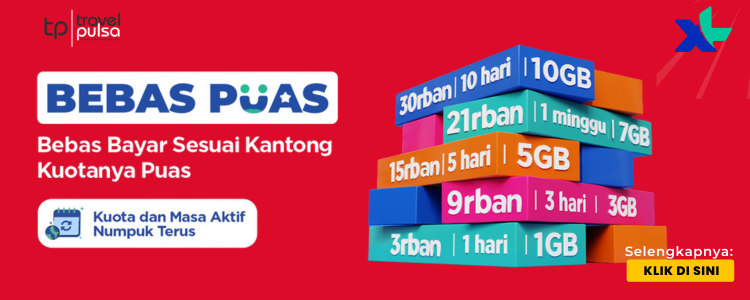 tp travel
pulsa
XL
BEBAS PUAS
Bebas Bayar Sesuai Kantong
Kuotanya Puas
Kuota dan Masa Aktif
Numpuk Terus
30rban | 10 hari | 10GB
21rban | 1 minggu | 7GB
15rban | 5 hari | 5GB
9rban | 3 hari | 3GB
3rban | 1 hari | 1GB
Selengkapnya:
KLIK DI SINI